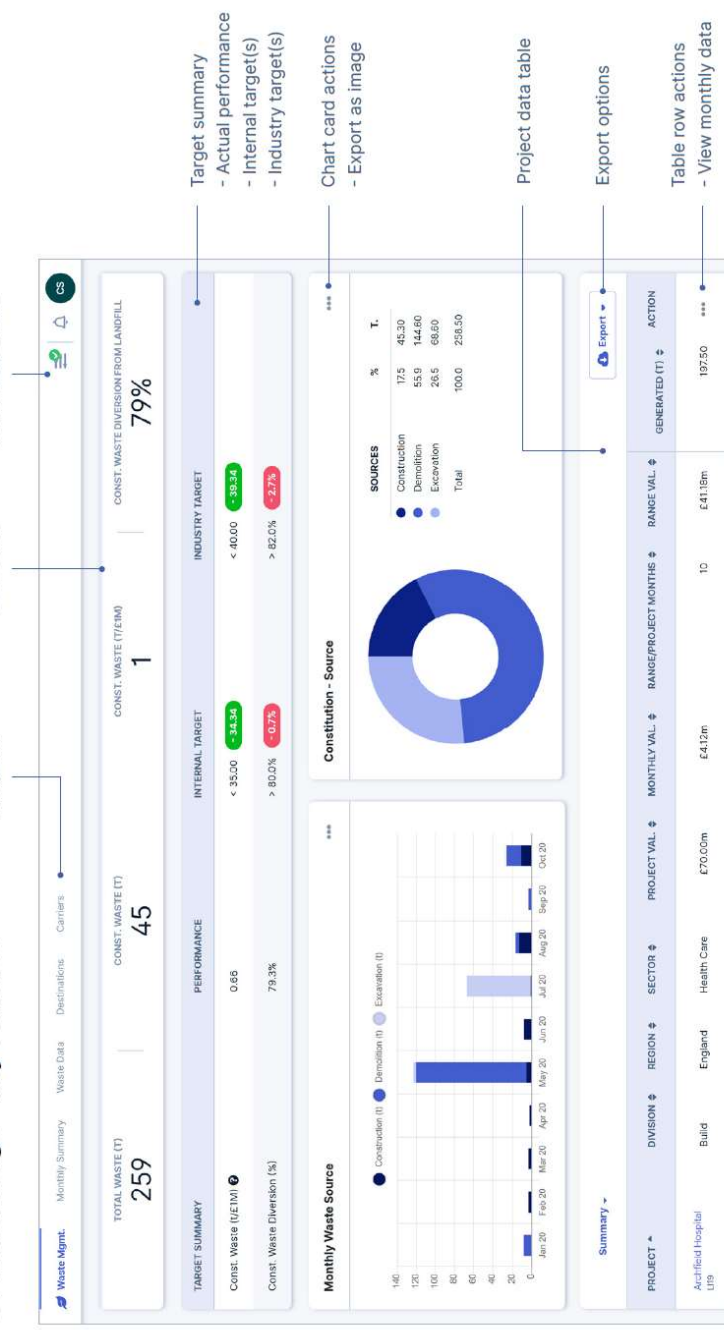 Waste Mgmt. Monthly Summary Waste Data Destinations Carriers CS
TOTAL WASTE (T) CONST. WASTE (T) CONST. WASTE (T/£1M) CONST. WASTE DIVERSION FROM LANDFILL
259 45 1 79%
TARGET SUMMARY PERFORMANCE INTERNAL TARGET INDUSTRY TARGET
Const. Waste (t/£1M) ? 0.66 < 35.00 - 34.34 < 40.00 - 39.34
Const. Waste Diversion (%) 79.3% > 80.0% - 0.7% > 82.0% - 2.7%
Target summary
- Actual performance
- Internal target(s)
- Industry target(s)
Monthly Waste Source
Construction (t) Demolition (t) Excavation (t)
140
120
100
80
60
40
20
0
Jan 20 Feb 20 Mar 20 Apr 20 May 20 Jun 20 Jul 20 Aug 20 Sep 20 Oct 20
Constitution - Source
SOURCES % T.
Construction 17.5 45.30
Demolition 55.9 144.60
Excavation 26.5 68.60
Total 100.0 258.50
Chart card actions
- Export as image
Project data table
Summary
Export
Export options
PROJECT DIVISION REGION SECTOR PROJECT VAL. MONTHLY VAL. RANGE/PROJECT MONTHS RANGE VAL. GENERATED (T) ACTION
Archfield Hospital Build England Health Care £70.00m £4.12m 10 £41.18m 197.50
U19
Table row actions
- View monthly data